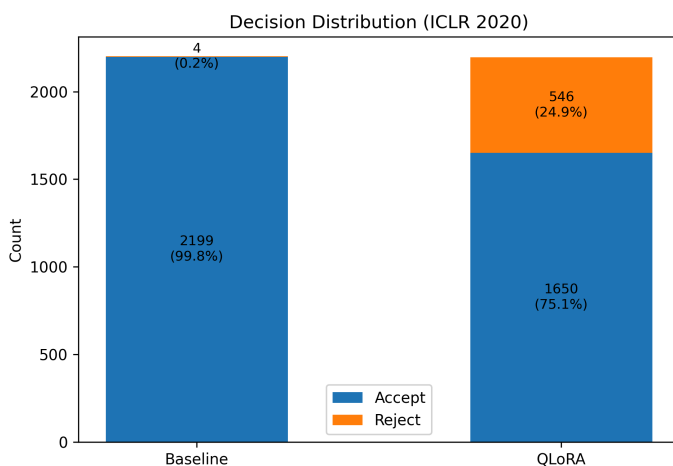 Decision Distribution (ICLR 2020)
4
(0.2%)
546
(24.9%)
2199
(99.8%)
1650
(75.1%)
Count
2000
1500
1000
500
0
Accept
Reject
Baseline
QLoRA